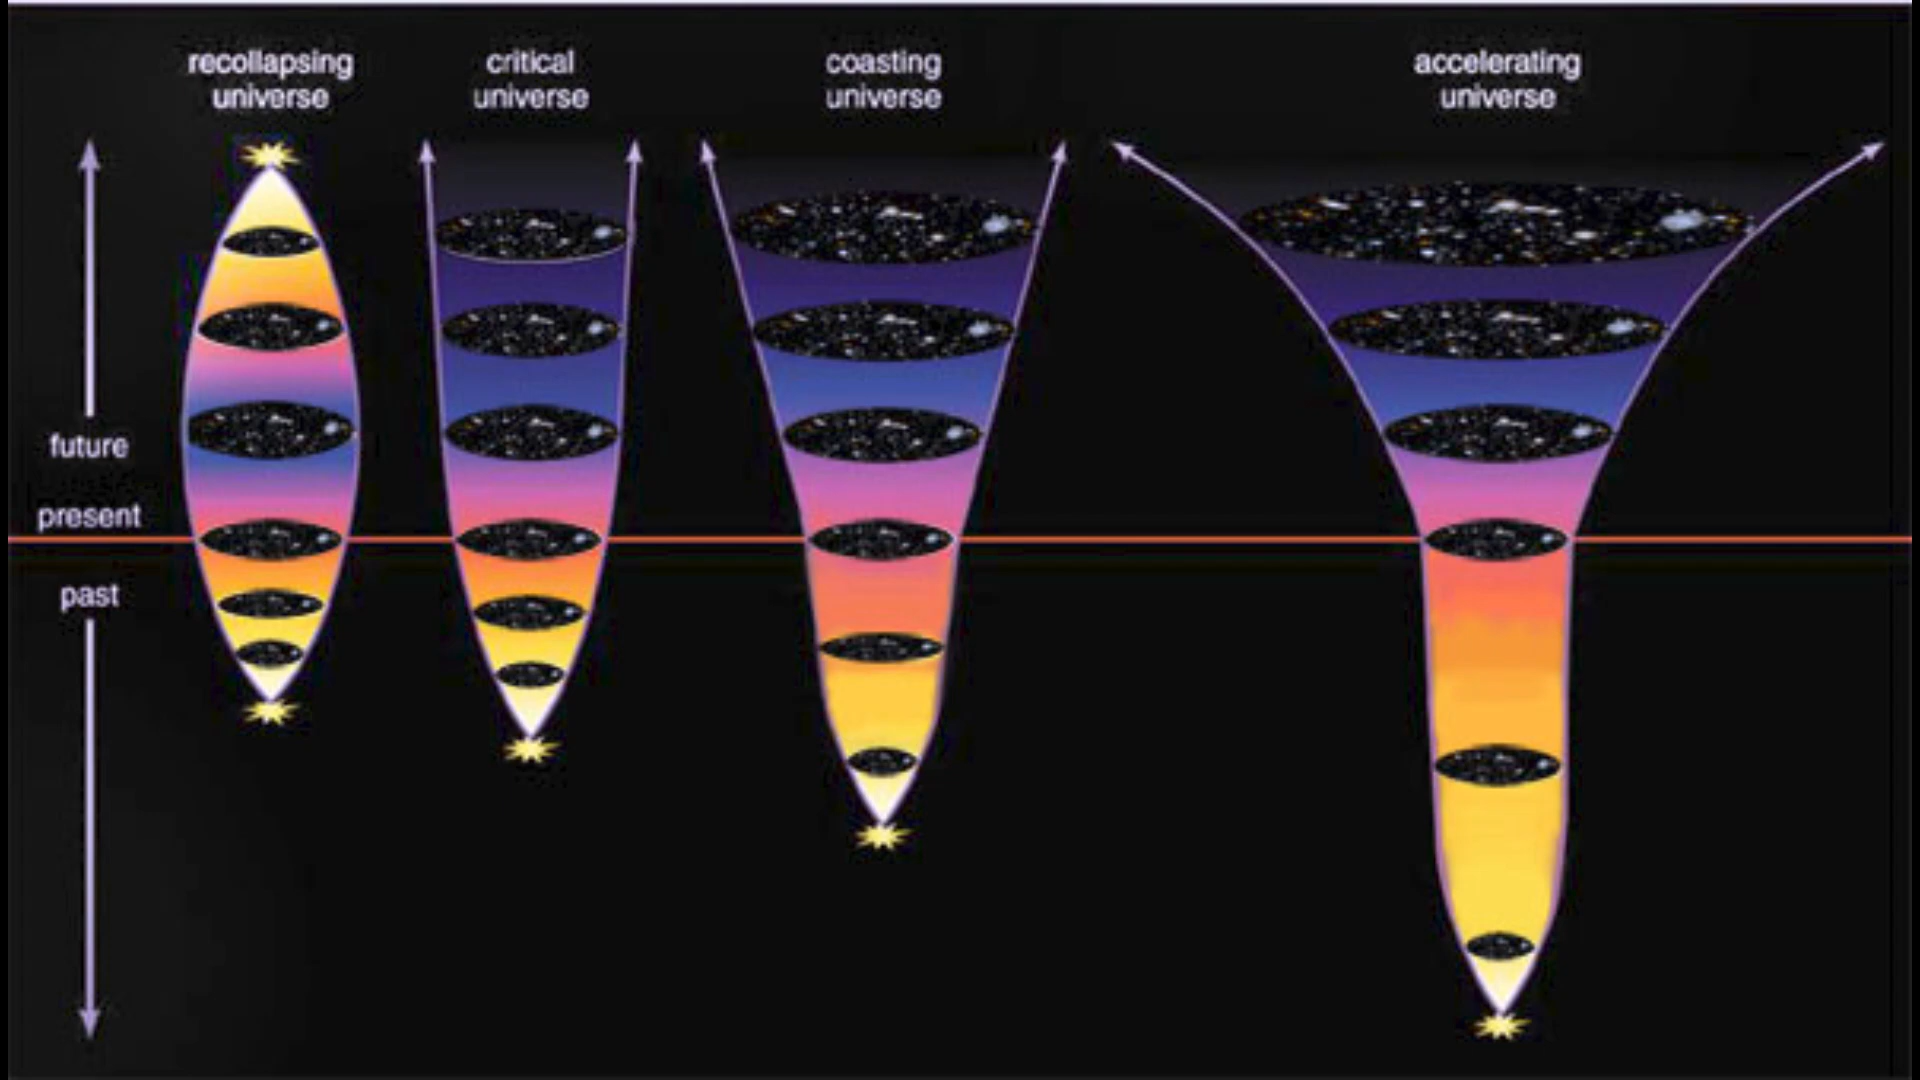 recollapsing
universe
critical
universe
coasting
universe
accelerating
universe
future
present
past